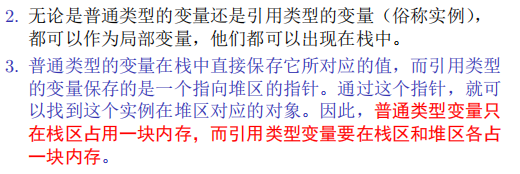 2. 无论是普通类型的变量还是引用类型的变量（俗称实例），
都可以作为局部变量，他们都可以出现在栈中。
3. 普通类型的变量在栈中直接保存它所对应的值，而引用类型
的变量保存的是一个指向堆区的指针。通过这个指针，就可
以找到这个实例在堆区对应的对象。因此，普通类型变量只
在栈区占用一块内存，而引用类型变量要在栈区和堆区各占
一块内存。